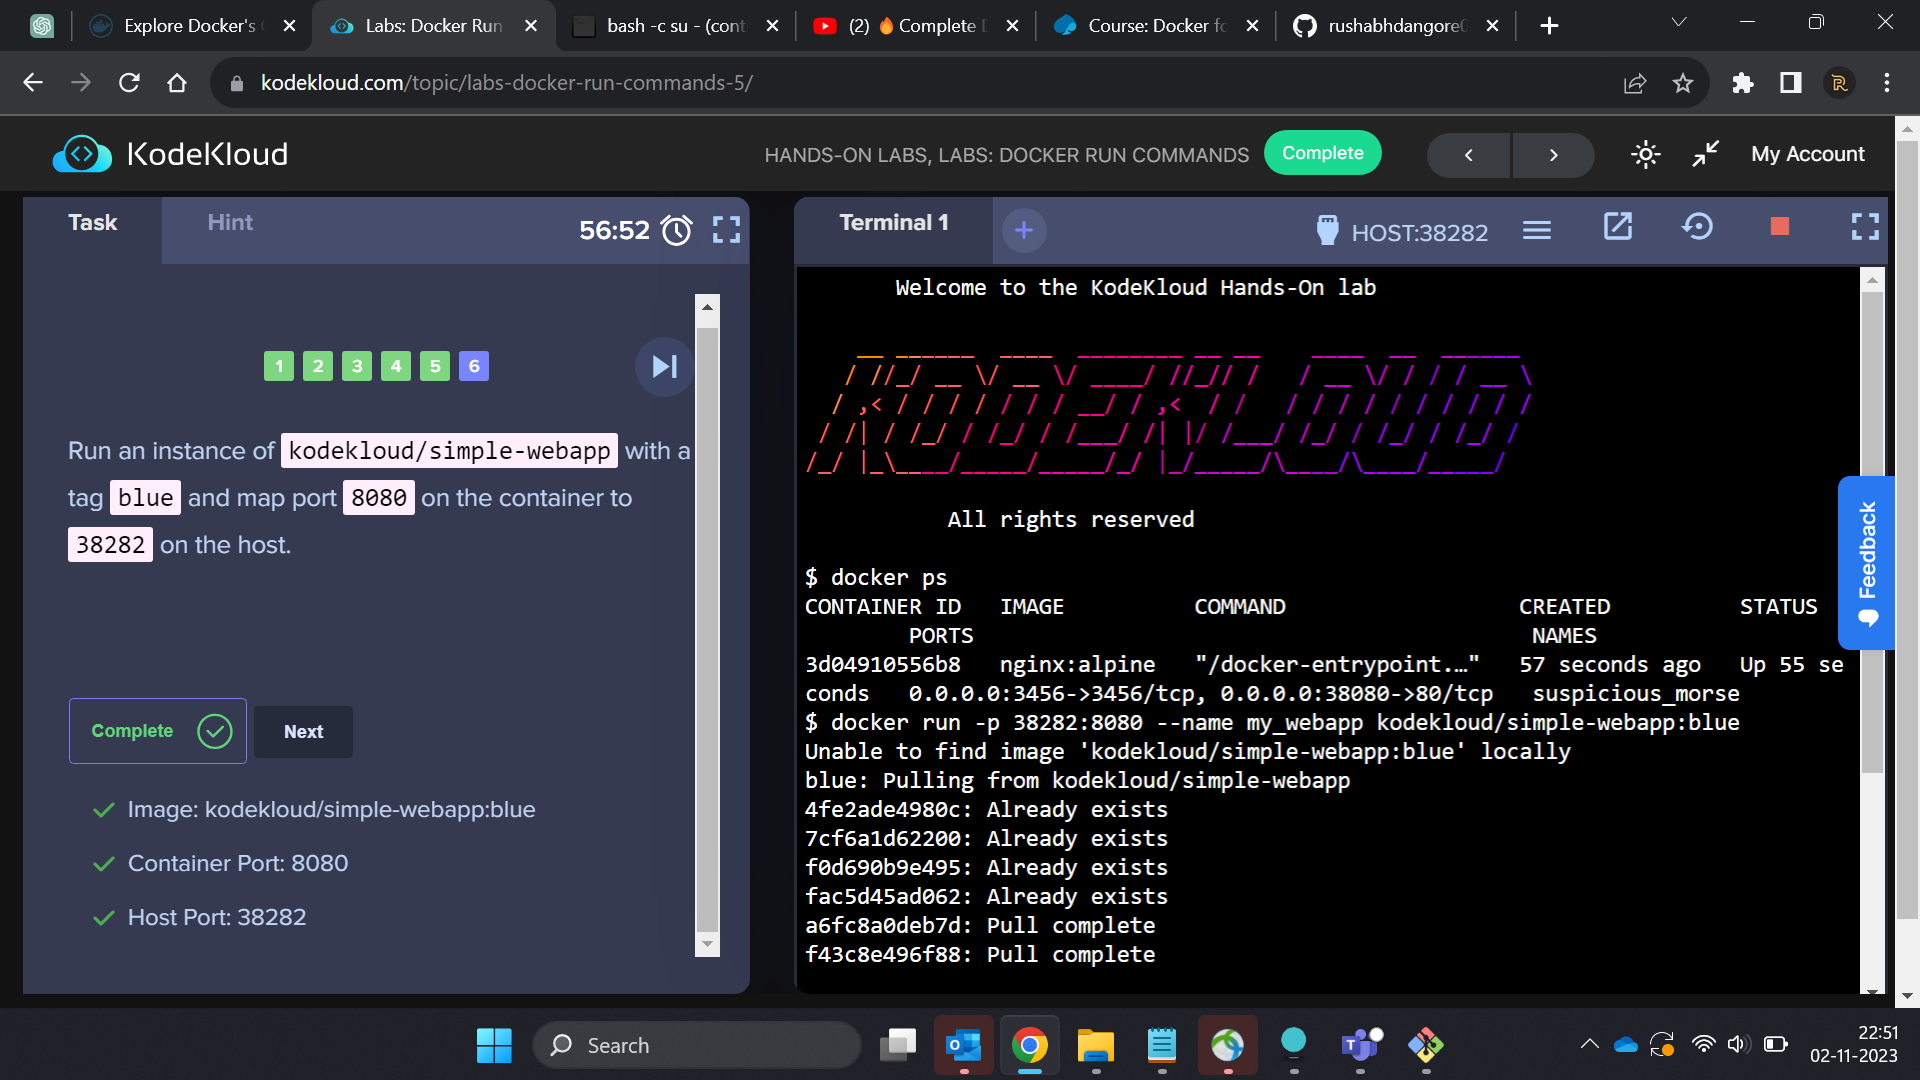 Explore Docker's
Labs: Docker Run
bash -c su - (cont
(2) 🔥 Complete D
Course: Docker fo
rushabhdangore0
kodekloud.com/topic/labs-docker-run-commands-5/
KodeKloud
HANDS-ON LABS, LABS: DOCKER RUN COMMANDS
Complete
My Account
Task
Hint
56:52
1 2 3 4 5 6
Run an instance of kodekloud/simple-webapp with a
tag blue and map port 8080 on the container to
38282 on the host.
Complete
Next
Image: kodekloud/simple-webapp:blue
Container Port: 8080
Host Port: 38282
Terminal 1
+
HOST:38282
Welcome to the KodeKloud Hands-On lab
KODEKLOUD
All rights reserved
$ docker ps
CONTAINER ID IMAGE COMMAND CREATED STATUS
PORTS NAMES
3d04910556b8 nginx:alpine "/docker-entrypoint.…" 57 seconds ago Up 55 se
conds 0.0.0.0:3456->3456/tcp, 0.0.0.0:38080->80/tcp suspicious_morse
$ docker run -p 38282:8080 --name my_webapp kodekloud/simple-webapp:blue
Unable to find image 'kodekloud/simple-webapp:blue' locally
blue: Pulling from kodekloud/simple-webapp
4fe2ade4980c: Already exists
7cf6a1d62200: Already exists
f0d690b9e495: Already exists
fac5d45ad062: Already exists
a6fc8a0deb7d: Pull complete
f43c8e496f88: Pull complete
Feedback
Search
22:51
02-11-2023